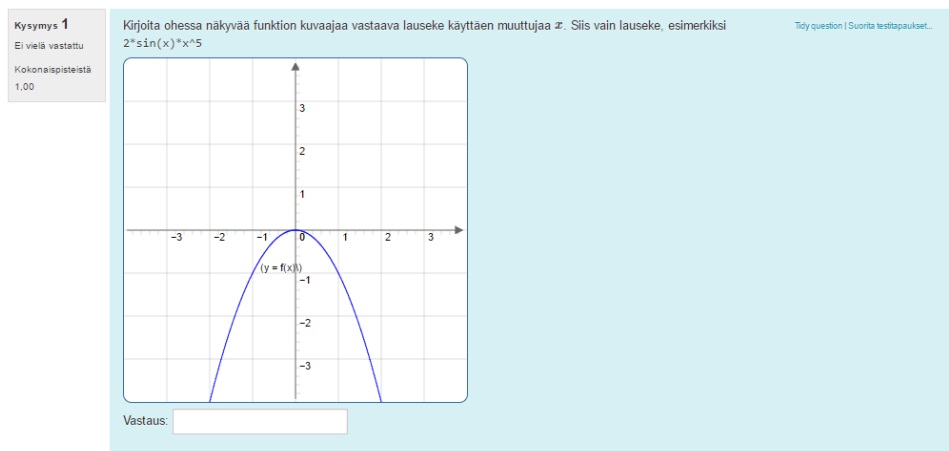 Kysymys 1
Ei vielä vastattu
Kokonaispisteistä
1,00
Kirjoita ohessa näkyvää funktion kuvaajaa vastaava lauseke käyttäen muuttujaa x. Siis vain lauseke, esimerkiksi
2*sin(x)*x^5
Tidy question | Suorita testitapaukset...
3
2
1
−3 −2 −1 0 1 2 3
(y = f(x)\)
−1
−2
−3
Vastaus: